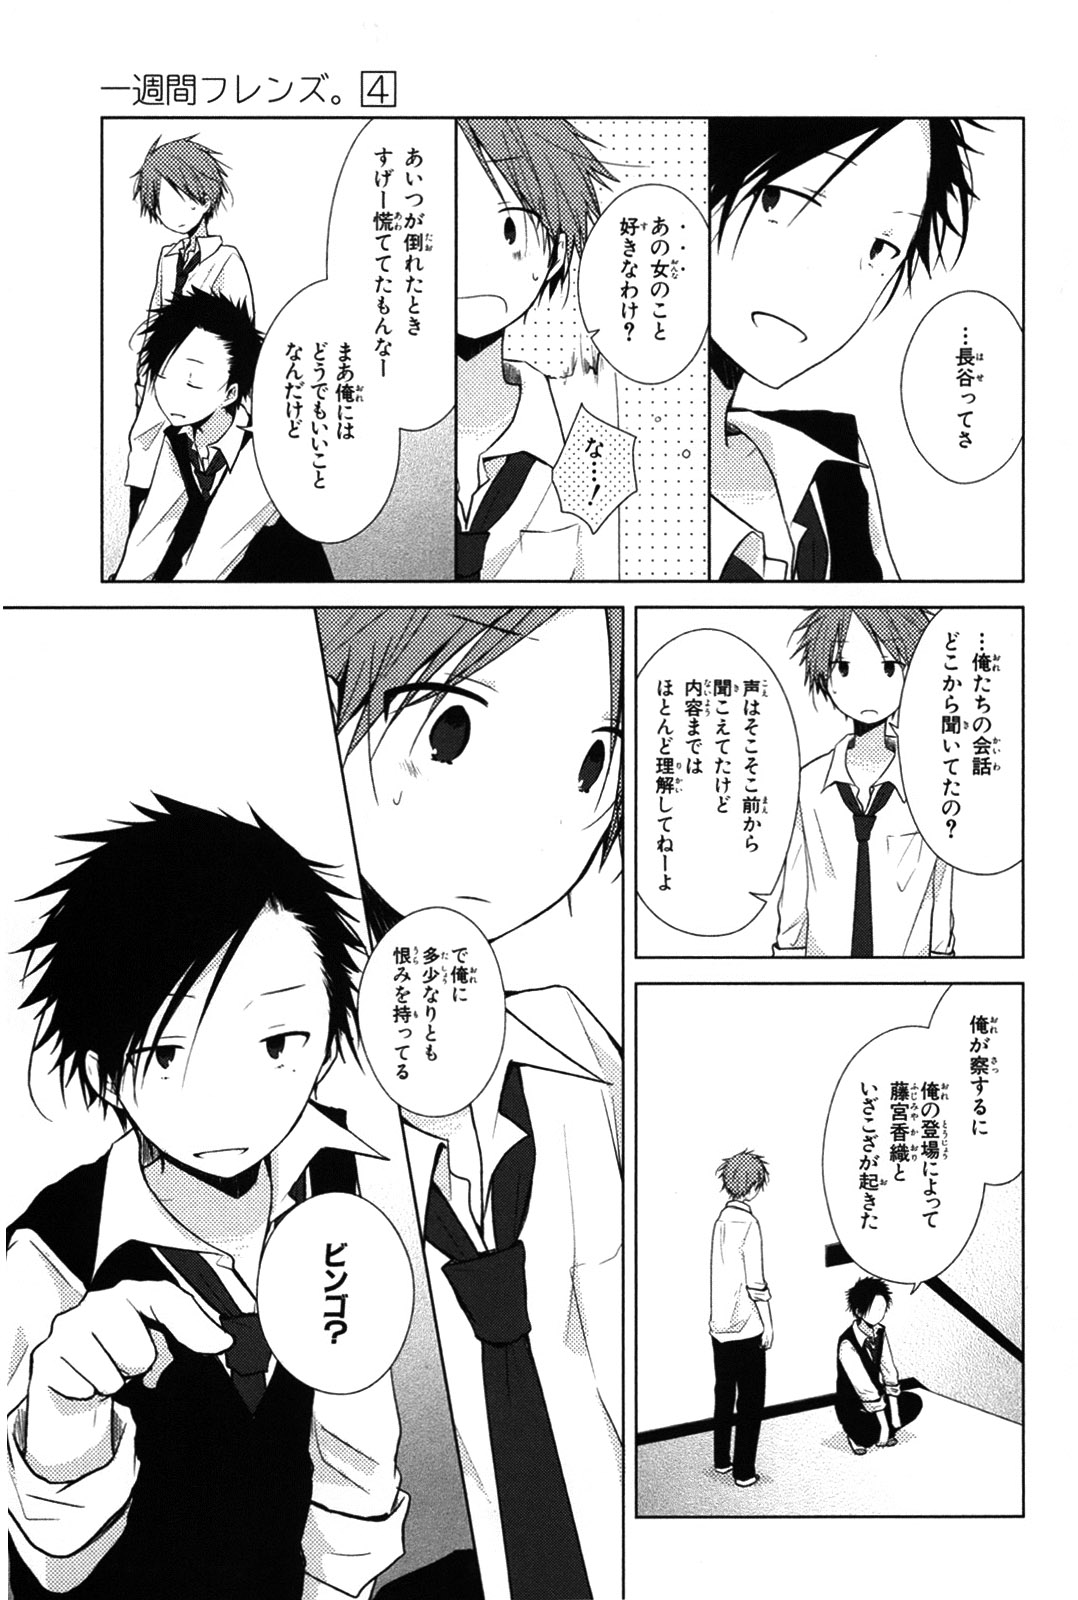 一週間フレンズ。4
…長谷ってさ
あの女のこと
好きなわけ?
な…!
あいつが倒れたとき
すげー慌ててたもんなー
まあ俺には
どうでもいいこと
なんだけど
…俺たちの会話
どこから聞いてたの?
声はそこそこ前から
聞こえてたけど
内容までは
ほとんど理解してねーよ
俺が察するに
俺の登場によって
藤宮香織と
いざこざが起きた
で俺に
多少なりとも
恨みを持ってる
ビンゴ?